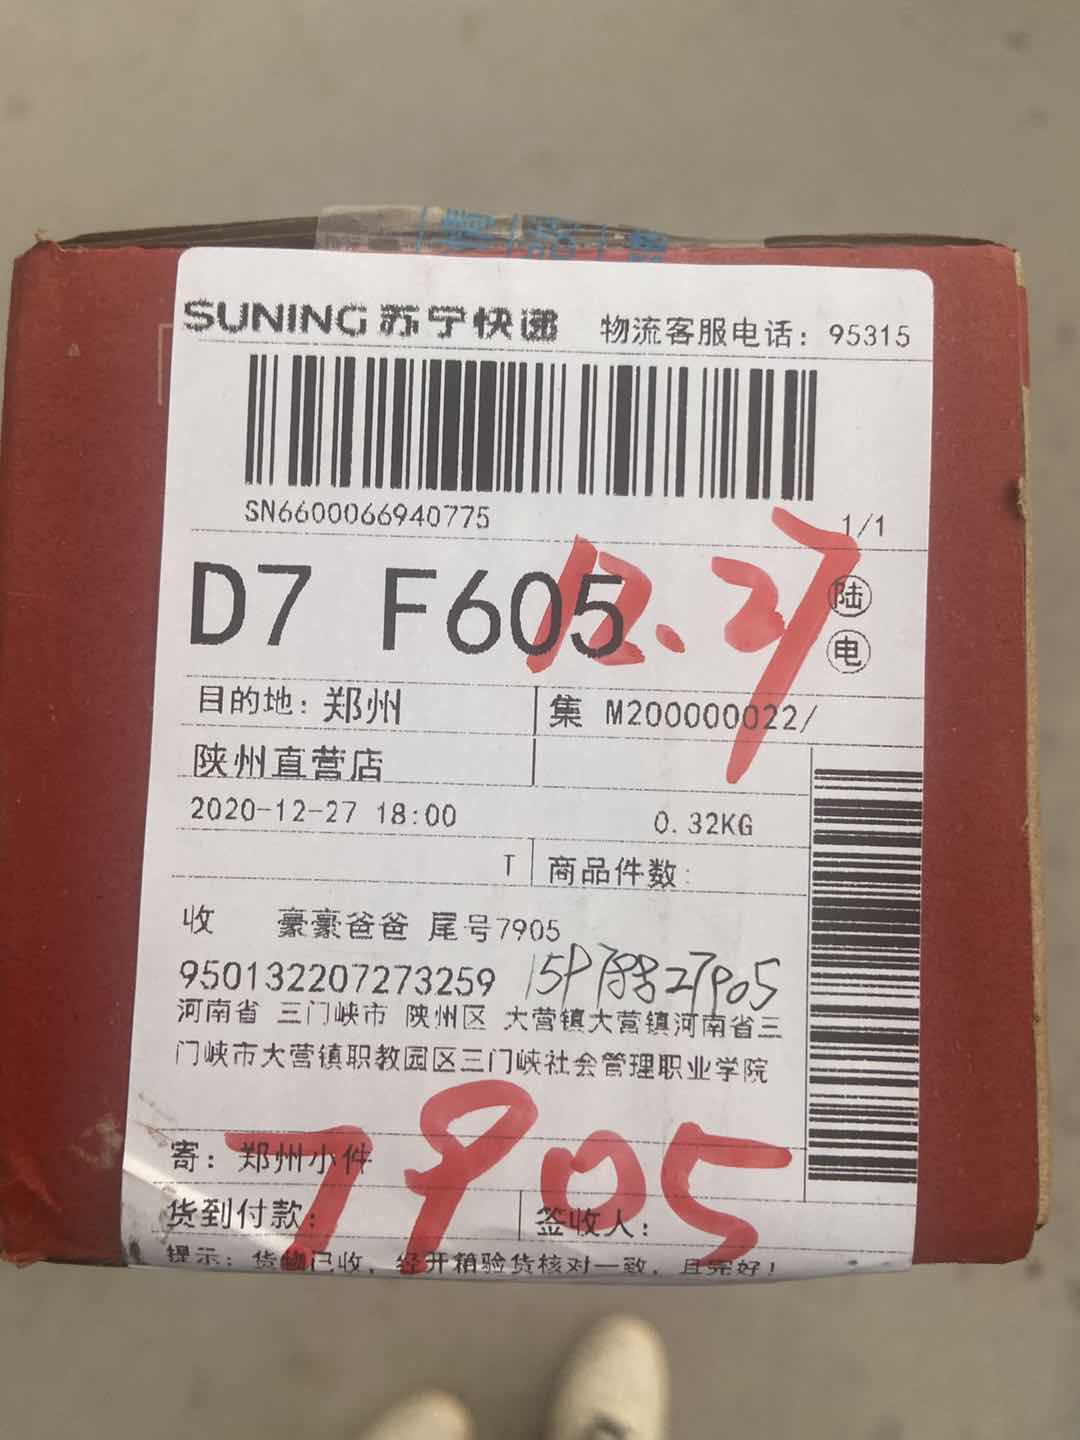 SUNING 苏宁快递 物流客服电话：95315
SN6600066940775
1/1
D7 F605
12.27
陆
电
目的地：郑州
集 M200000022/
陕州直营店
2020-12-27 18:00
0.32KG
T 商品件数：
收 豪豪爸爸 尾号7905
950132207273259 15978827905
河南省 三门峡市 陕州区 大营镇大营镇河南省三
门峡市大营镇职教园区三门峡社会管理职业学院
7905
寄：郑州小件
货到付款：
签收人：
提示：货物已收，经开箱验货核对一致，且完好！